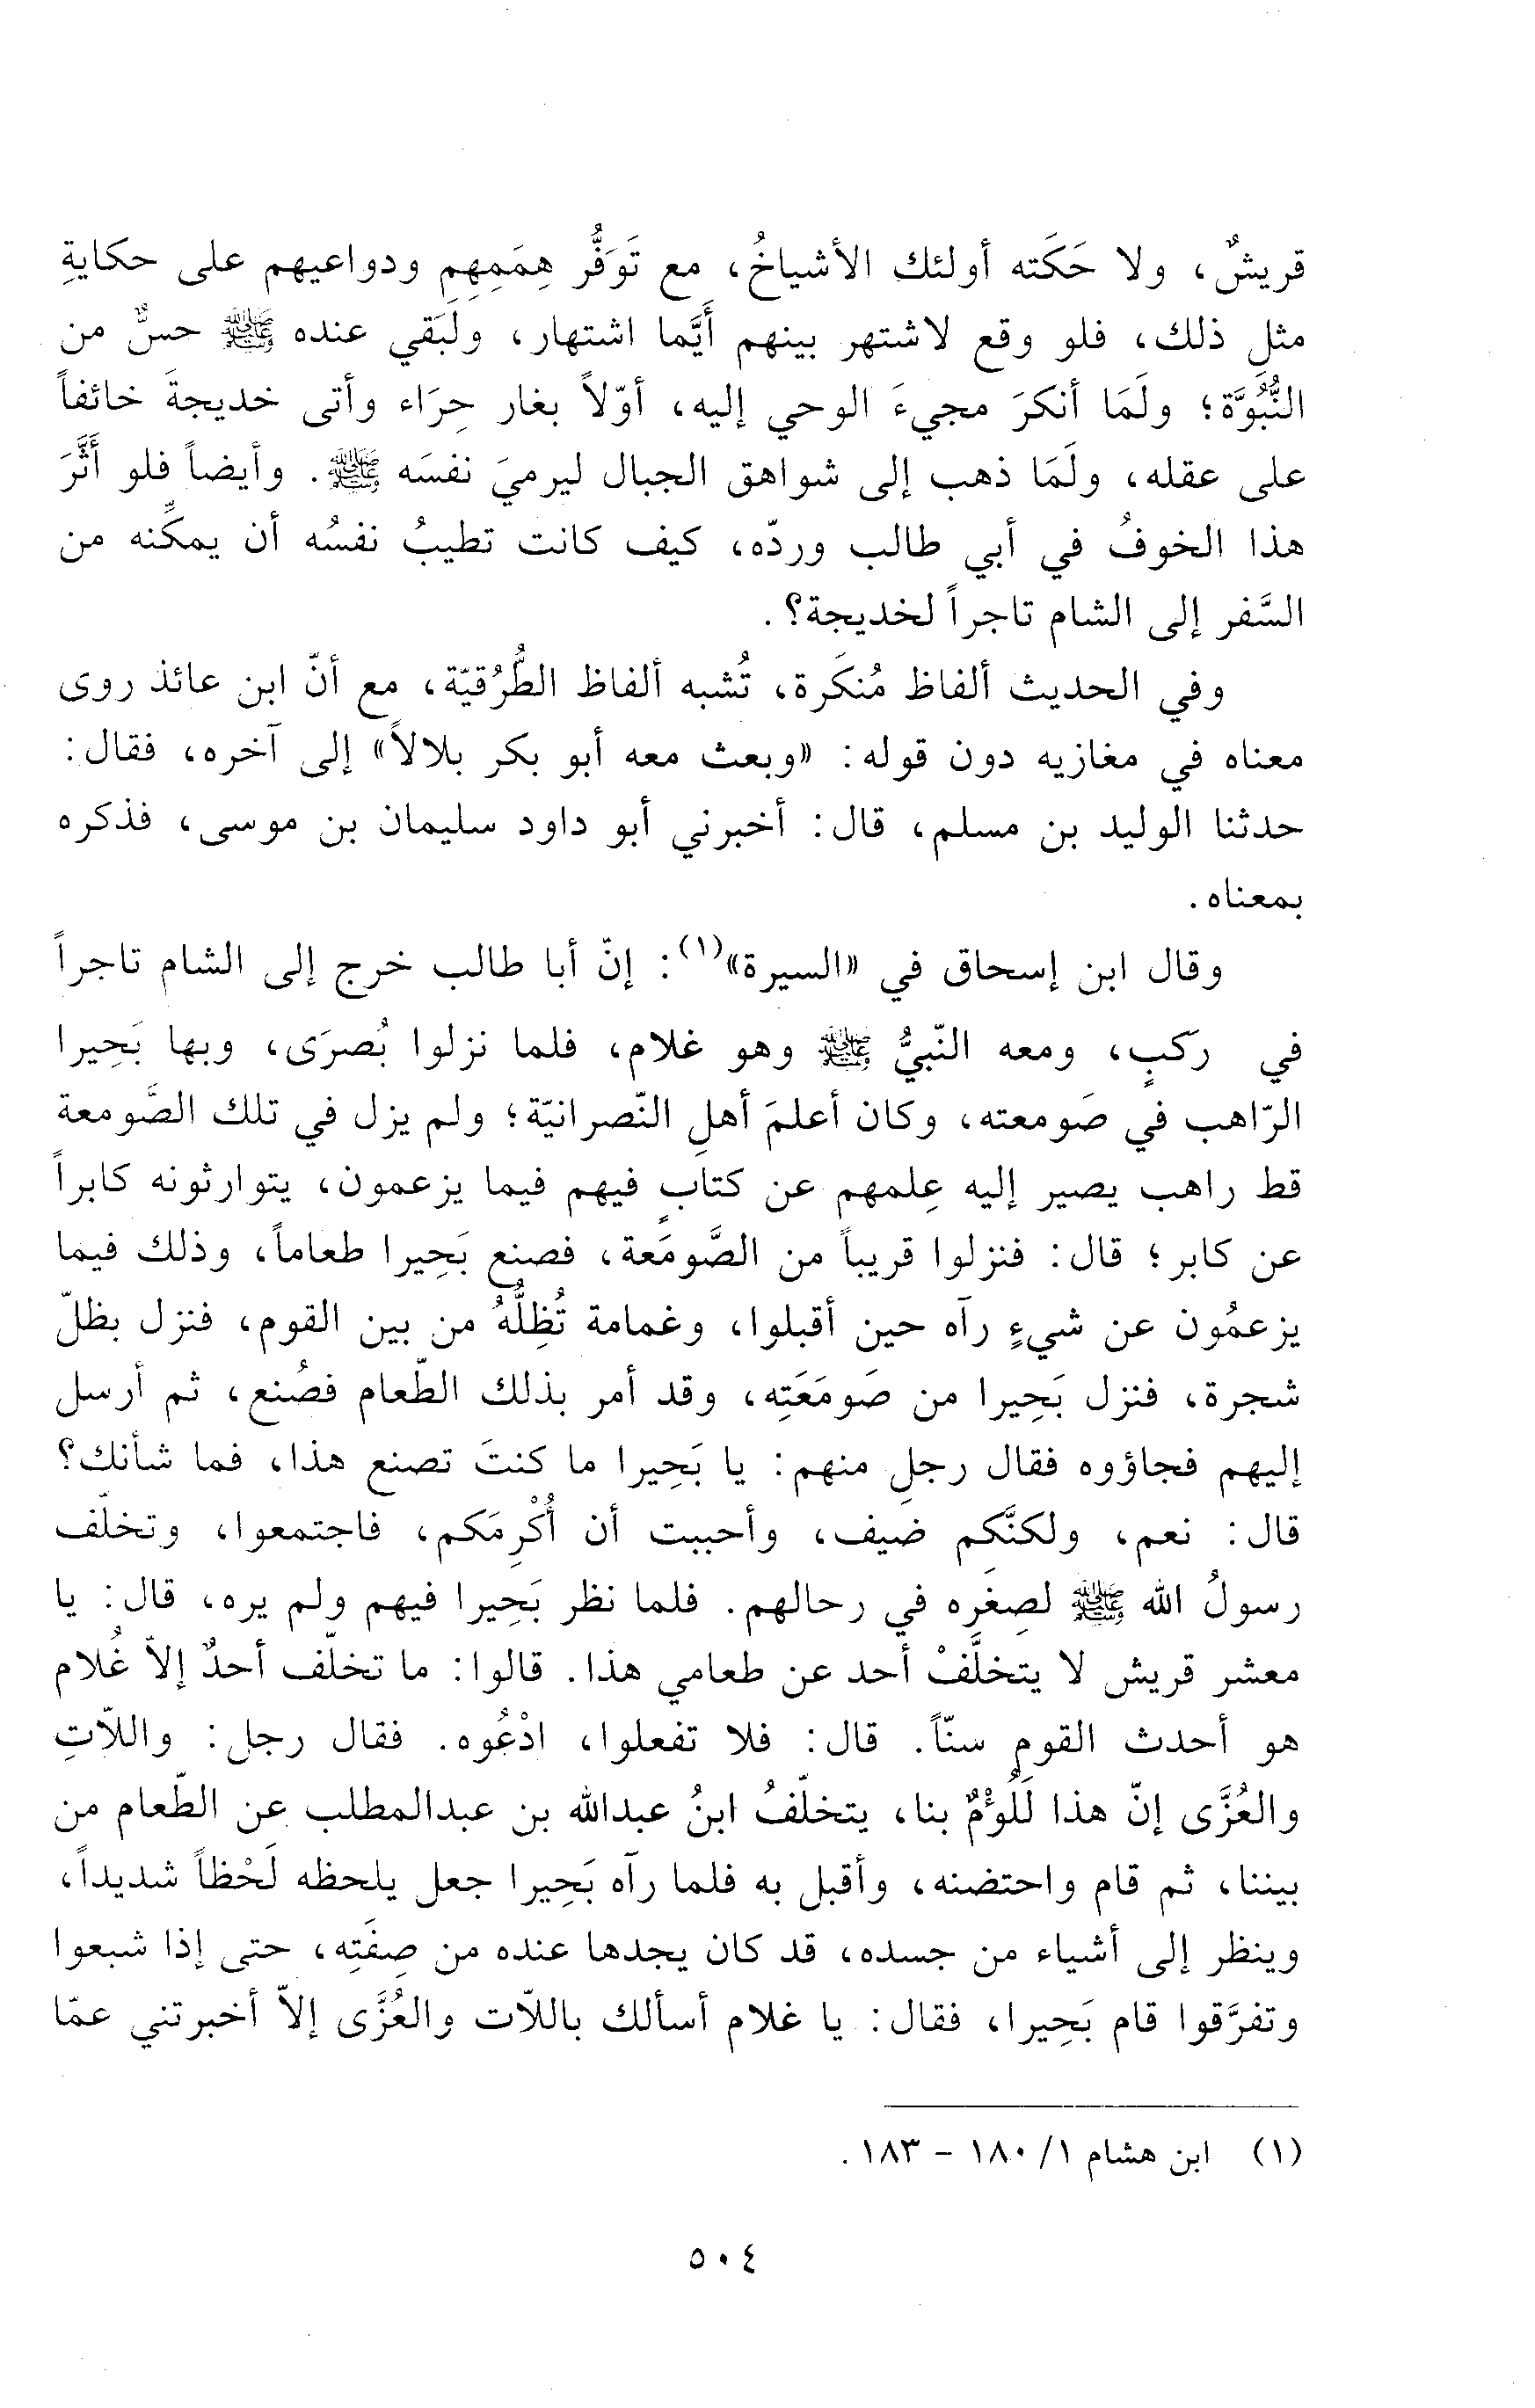 قريشٌ، ولا حَكَته أولئك الأشياخُ، مع تَوَفُّر هِمَمِهِم ودواعيهم على حكايةِ
مثلِ ذلك، فلو وقع لاشتهر بينهم أَيَّما اشتهار، ولَبَقي عنده ﷺ حسٌّ من
النُّبُوَّة؛ ولَمَا أنكرَ مجيءَ الوحي إليه، أوّلاً بغار حِرَاء وأتى خديجةَ خائفاً
على عقله، ولَمَا ذهب إلى شواهق الجبال ليرميَ نفسَه ﷺ. وأيضاً فلو أَثَّرَ
هذا الخوفُ في أبي طالب وردّه، كيف كانت تطيبُ نفسُه أن يمكِّنه من
السَّفر إلى الشام تاجراً لخديجة؟.
وفي الحديث ألفاظ مُنكَرة، تُشبه ألفاظ الطُّرُقيّة، مع أنّ ابن عائذ روى
معناه في مغازيه دون قوله: «وبعث معه أبو بكر بلالاً» إلى آخره، فقال:
حدثنا الوليد بن مسلم، قال: أخبرني أبو داود سليمان بن موسى، فذكره
بمعناه.
وقال ابن إسحاق في «السيرة»(١): إنّ أبا طالب خرج إلى الشام تاجراً
في ركبٍ، ومعه النّبيُّ ﷺ وهو غلام، فلما نزلوا بُصرَى، وبها بَحِيرا
الرّاهب في صَومعته، وكان أعلمَ أهلِ النّصرانيّة؛ ولم يزل في تلك الصَّومعة
قط راهب يصير إليه عِلمهم عن كتابٍ فيهم فيما يزعمون، يتوارثونه كابراً
عن كابر؛ قال: فنزلوا قريباً من الصَّومَعة، فصنع بَحِيرا طعاماً، وذلك فيما
يزعمُون عن شيءٍ رآه حين أقبلوا، وغمامة تُظِلُّهُ من بين القوم، فنزل بظلّ
شجرة، فنزل بَحِيرا من صَومَعَتِه، وقد أمر بذلك الطّعام فصُنع، ثم أرسل
إليهم فجاؤوه فقال رجلِ منهم: يا بَحِيرا ما كنتَ تصنع هذا، فما شأنك؟
قال: نعم، ولكنَّكم ضيف، وأحببت أن أُكْرِمَكم، فاجتمعوا، وتخلّف
رسولُ الله ﷺ لصِغَرِه في رحالهم. فلما نظر بَحِيرا فيهم ولم يره، قال: يا
معشر قريش لا يتخلَّفْ أحد عن طعامي هذا. قالوا: ما تخلّف أحدٌ إلاّ غُلام
هو أحدث القوم سنّاً. قال: فلا تفعلوا، ادْعُوه. فقال رجل: واللاّتِ
والعُزَّى إنّ هذا لَلُؤْمٌ بنا، يتخلّفُ ابنُ عبدالله بن عبدالمطلب عن الطّعام من
بيننا، ثم قام واحتضنه، وأقبل به فلما رآه بَحِيرا جعل يلحظه لَحْظاً شديداً،
وينظر إلى أشياء من جسده، قد كان يجدها عنده من صِفَتِه، حتى إذا شبعوا
وتفرَّقوا قام بَحِيرا، فقال: يا غلام أسألك باللاّت والعُزَّى إلاّ أخبرتني عمّا
(١) ابن هشام ١/ ١٨٠ - ١٨٣.
٥٠٤